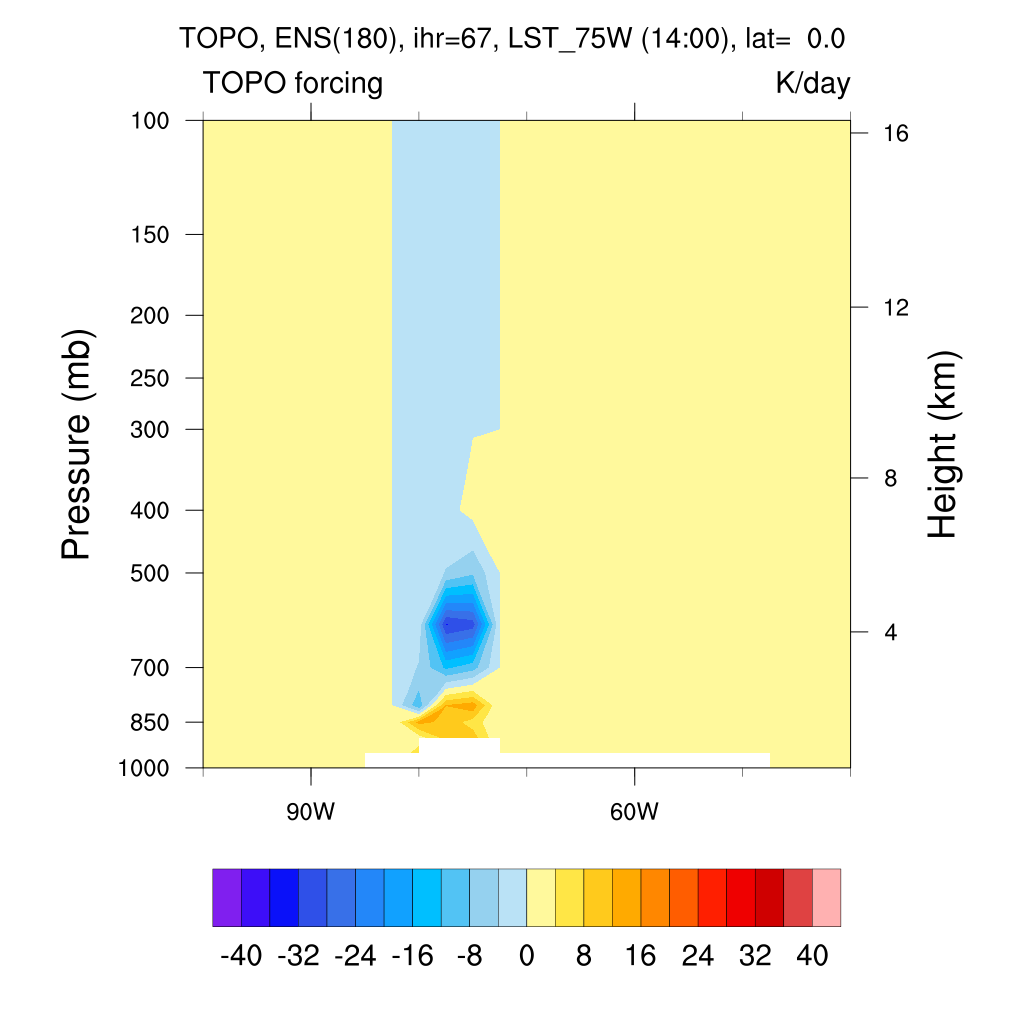 TOPO, ENS(180), ihr=67, LST_75W (14:00), lat=  0.0
TOPO forcing
K/day
100
150
200
250
300
400
500
700
850
1000
Pressure (mb)
16
12
8
4
Height (km)
90W
60W
-40 -32 -24 -16 -8 0 8 16 24 32 40